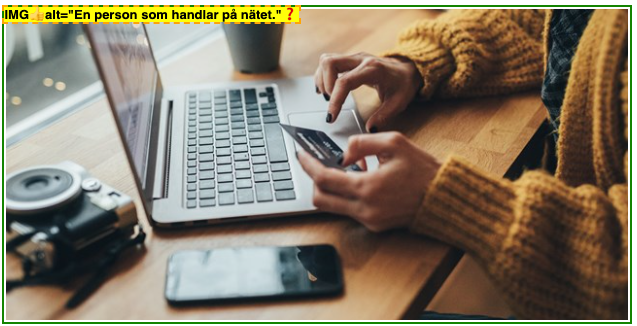 IMG 👍alt="En person som handlar på nätet."❓